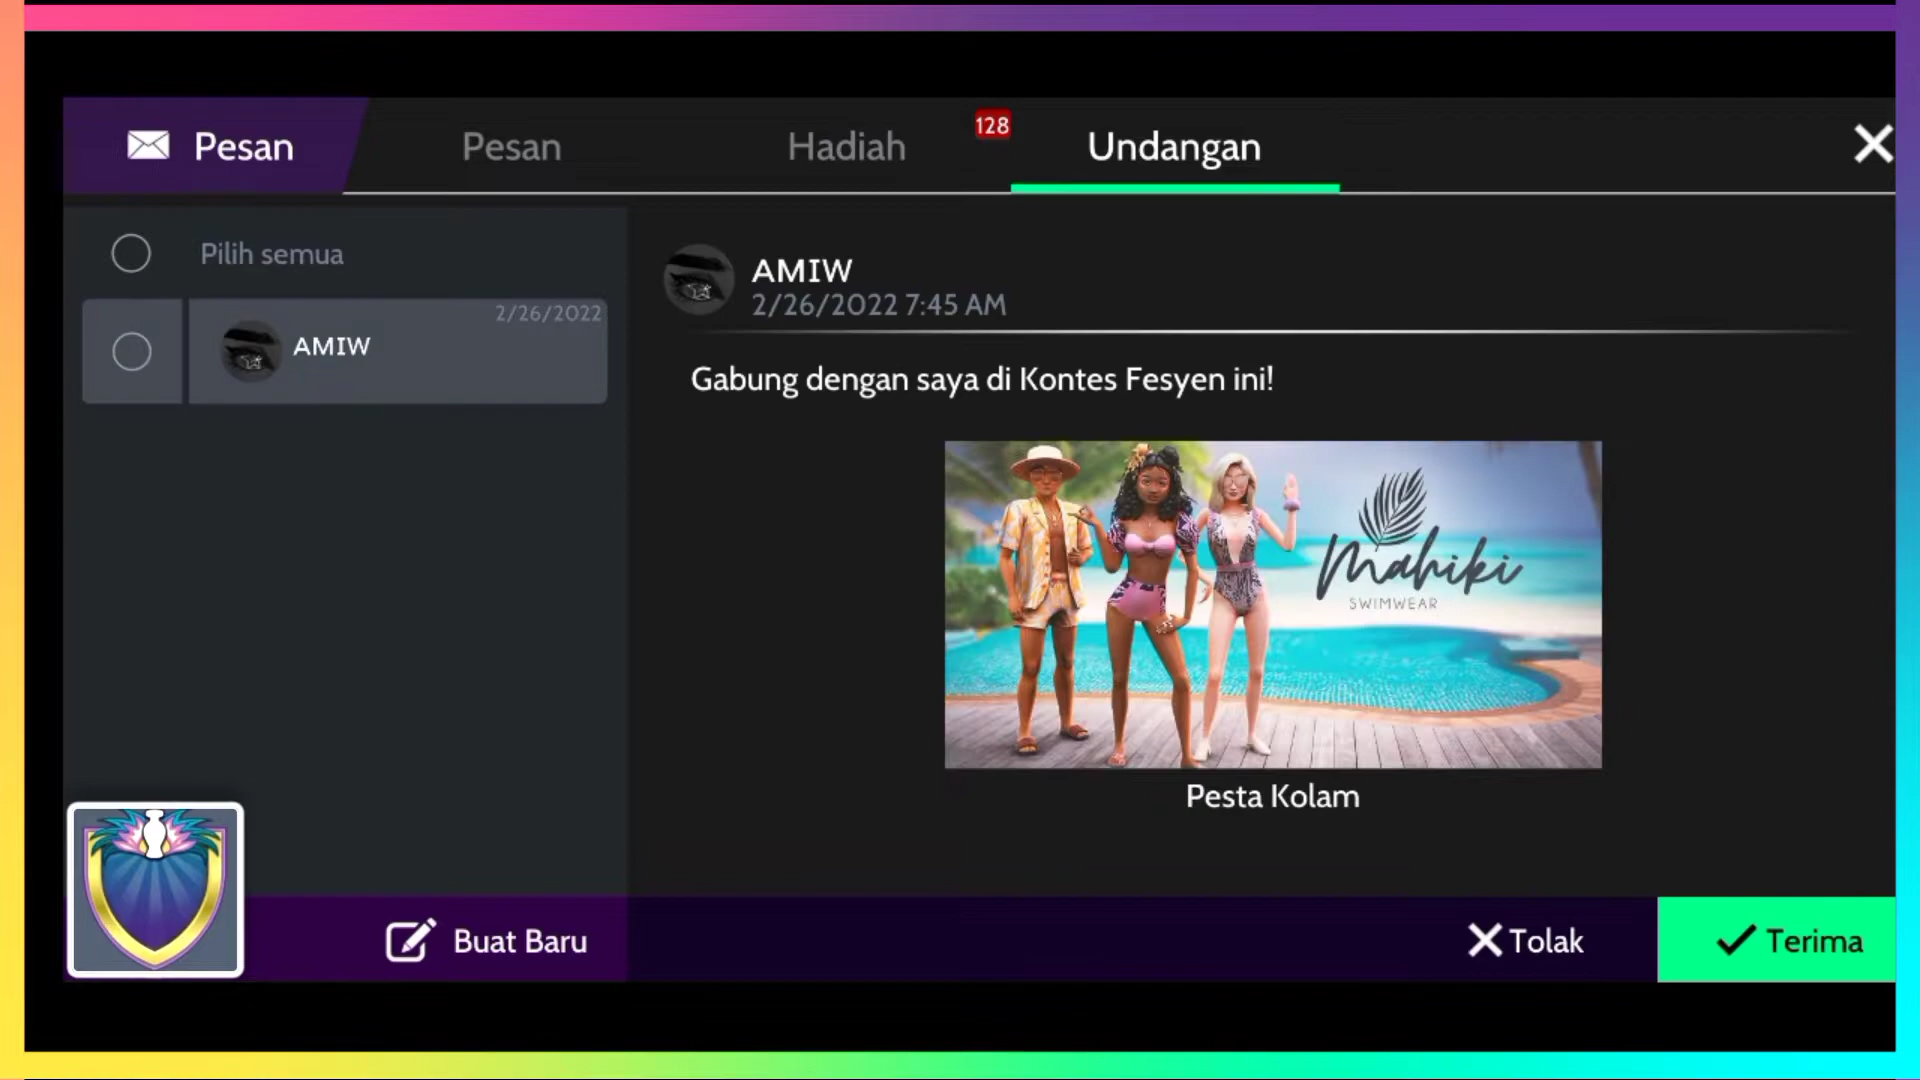 Pesan
Pesan
Hadiah
128
Undangan
Pilih semua
2/26/2022
AMIW
AMIW
2/26/2022 7:45 AM
Gabung dengan saya di Kontes Fesyen ini!
Mahiki
SWIMWEAR
Pesta Kolam
Buat Baru
Tolak
Terima